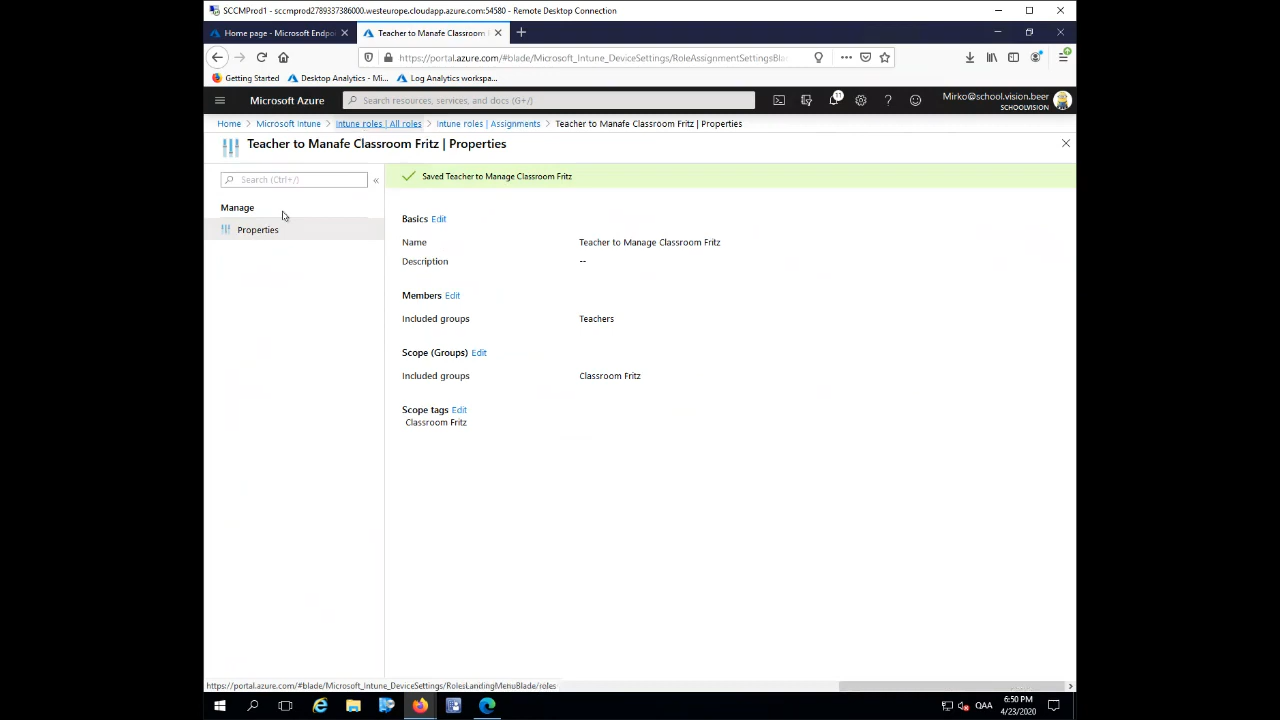 SCCMProd1 - sccmprod2789337386000.westeurope.cloudapp.azure.com:54580 - Remote Desktop Connection
Home page - Microsoft Endpo
Teacher to Manafe Classroom
https://portal.azure.com/#blade/Microsoft_Intune_DeviceSettings/RoleAssignmentSettingsBla
Getting Started
Desktop Analytics - Mi...
Log Analytics workspa...
Microsoft Azure
Search resources, services, and docs (G+/)
11
Mirko@school.vision.beer
SCHOOLVISION
Home > Microsoft Intune > Intune roles | All roles > Intune roles | Assignments > Teacher to Manafe Classroom Fritz | Properties
Teacher to Manafe Classroom Fritz | Properties
Search (Ctrl+/)
«
Saved Teacher to Manage Classroom Fritz
Manage
Properties
Basics Edit
Name Teacher to Manage Classroom Fritz
Description --
Members Edit
Included groups Teachers
Scope (Groups) Edit
Included groups Classroom Fritz
Scope tags Edit
Classroom Fritz
https://portal.azure.com/#blade/Microsoft_Intune_DeviceSettings/RolesLandingMenuBlade/roles
QAA
6:50 PM
4/23/2020